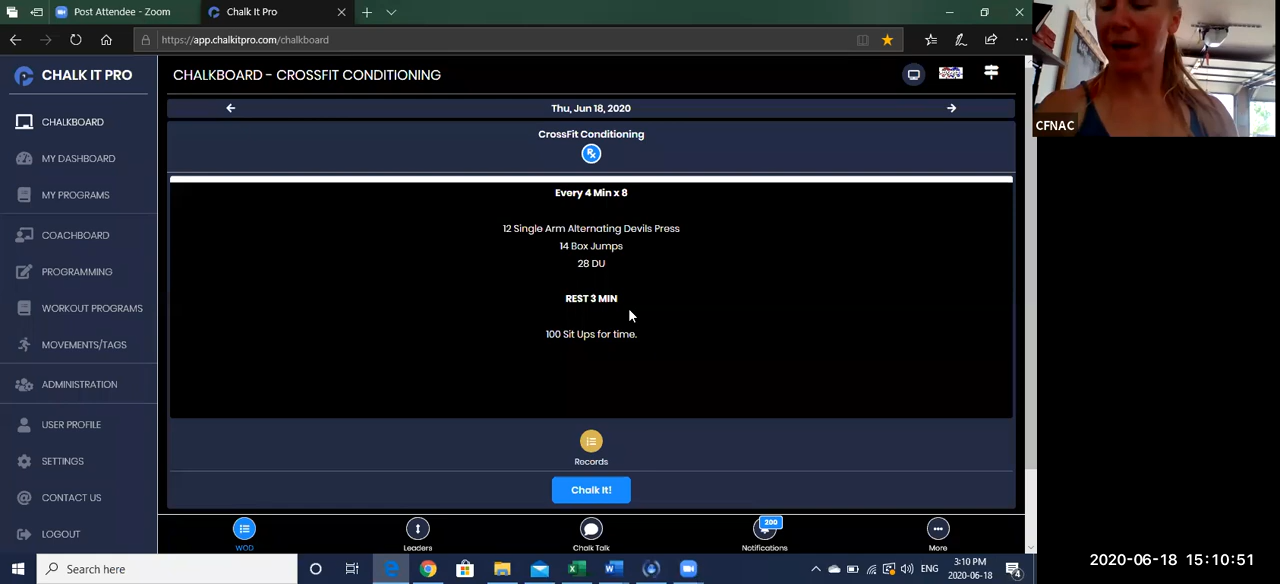 Post Attendee - Zoom
Chalk It Pro
https://app.chalkitpro.com/chalkboard
CHALK IT PRO
CHALKBOARD - CROSSFIT CONDITIONING
CFNAC
CHALKBOARD
MY DASHBOARD
MY PROGRAMS
COACHBOARD
PROGRAMMING
WORKOUT PROGRAMS
MOVEMENTS/TAGS
ADMINISTRATION
USER PROFILE
SETTINGS
CONTACT US
LOGOUT
Thu, Jun 18, 2020
CrossFit Conditioning
Rx
Every 4 Min x 8
12 Single Arm Alternating Devils Press
14 Box Jumps
28 DU
REST 3 MIN
100 Sit Ups for time.
Records
Chalk It!
WOD
Leaders
Chalk Talk
200
Notifications
More
Search here
ENG
3:10 PM
2020-06-18
4
2020-06-18 15:10:51